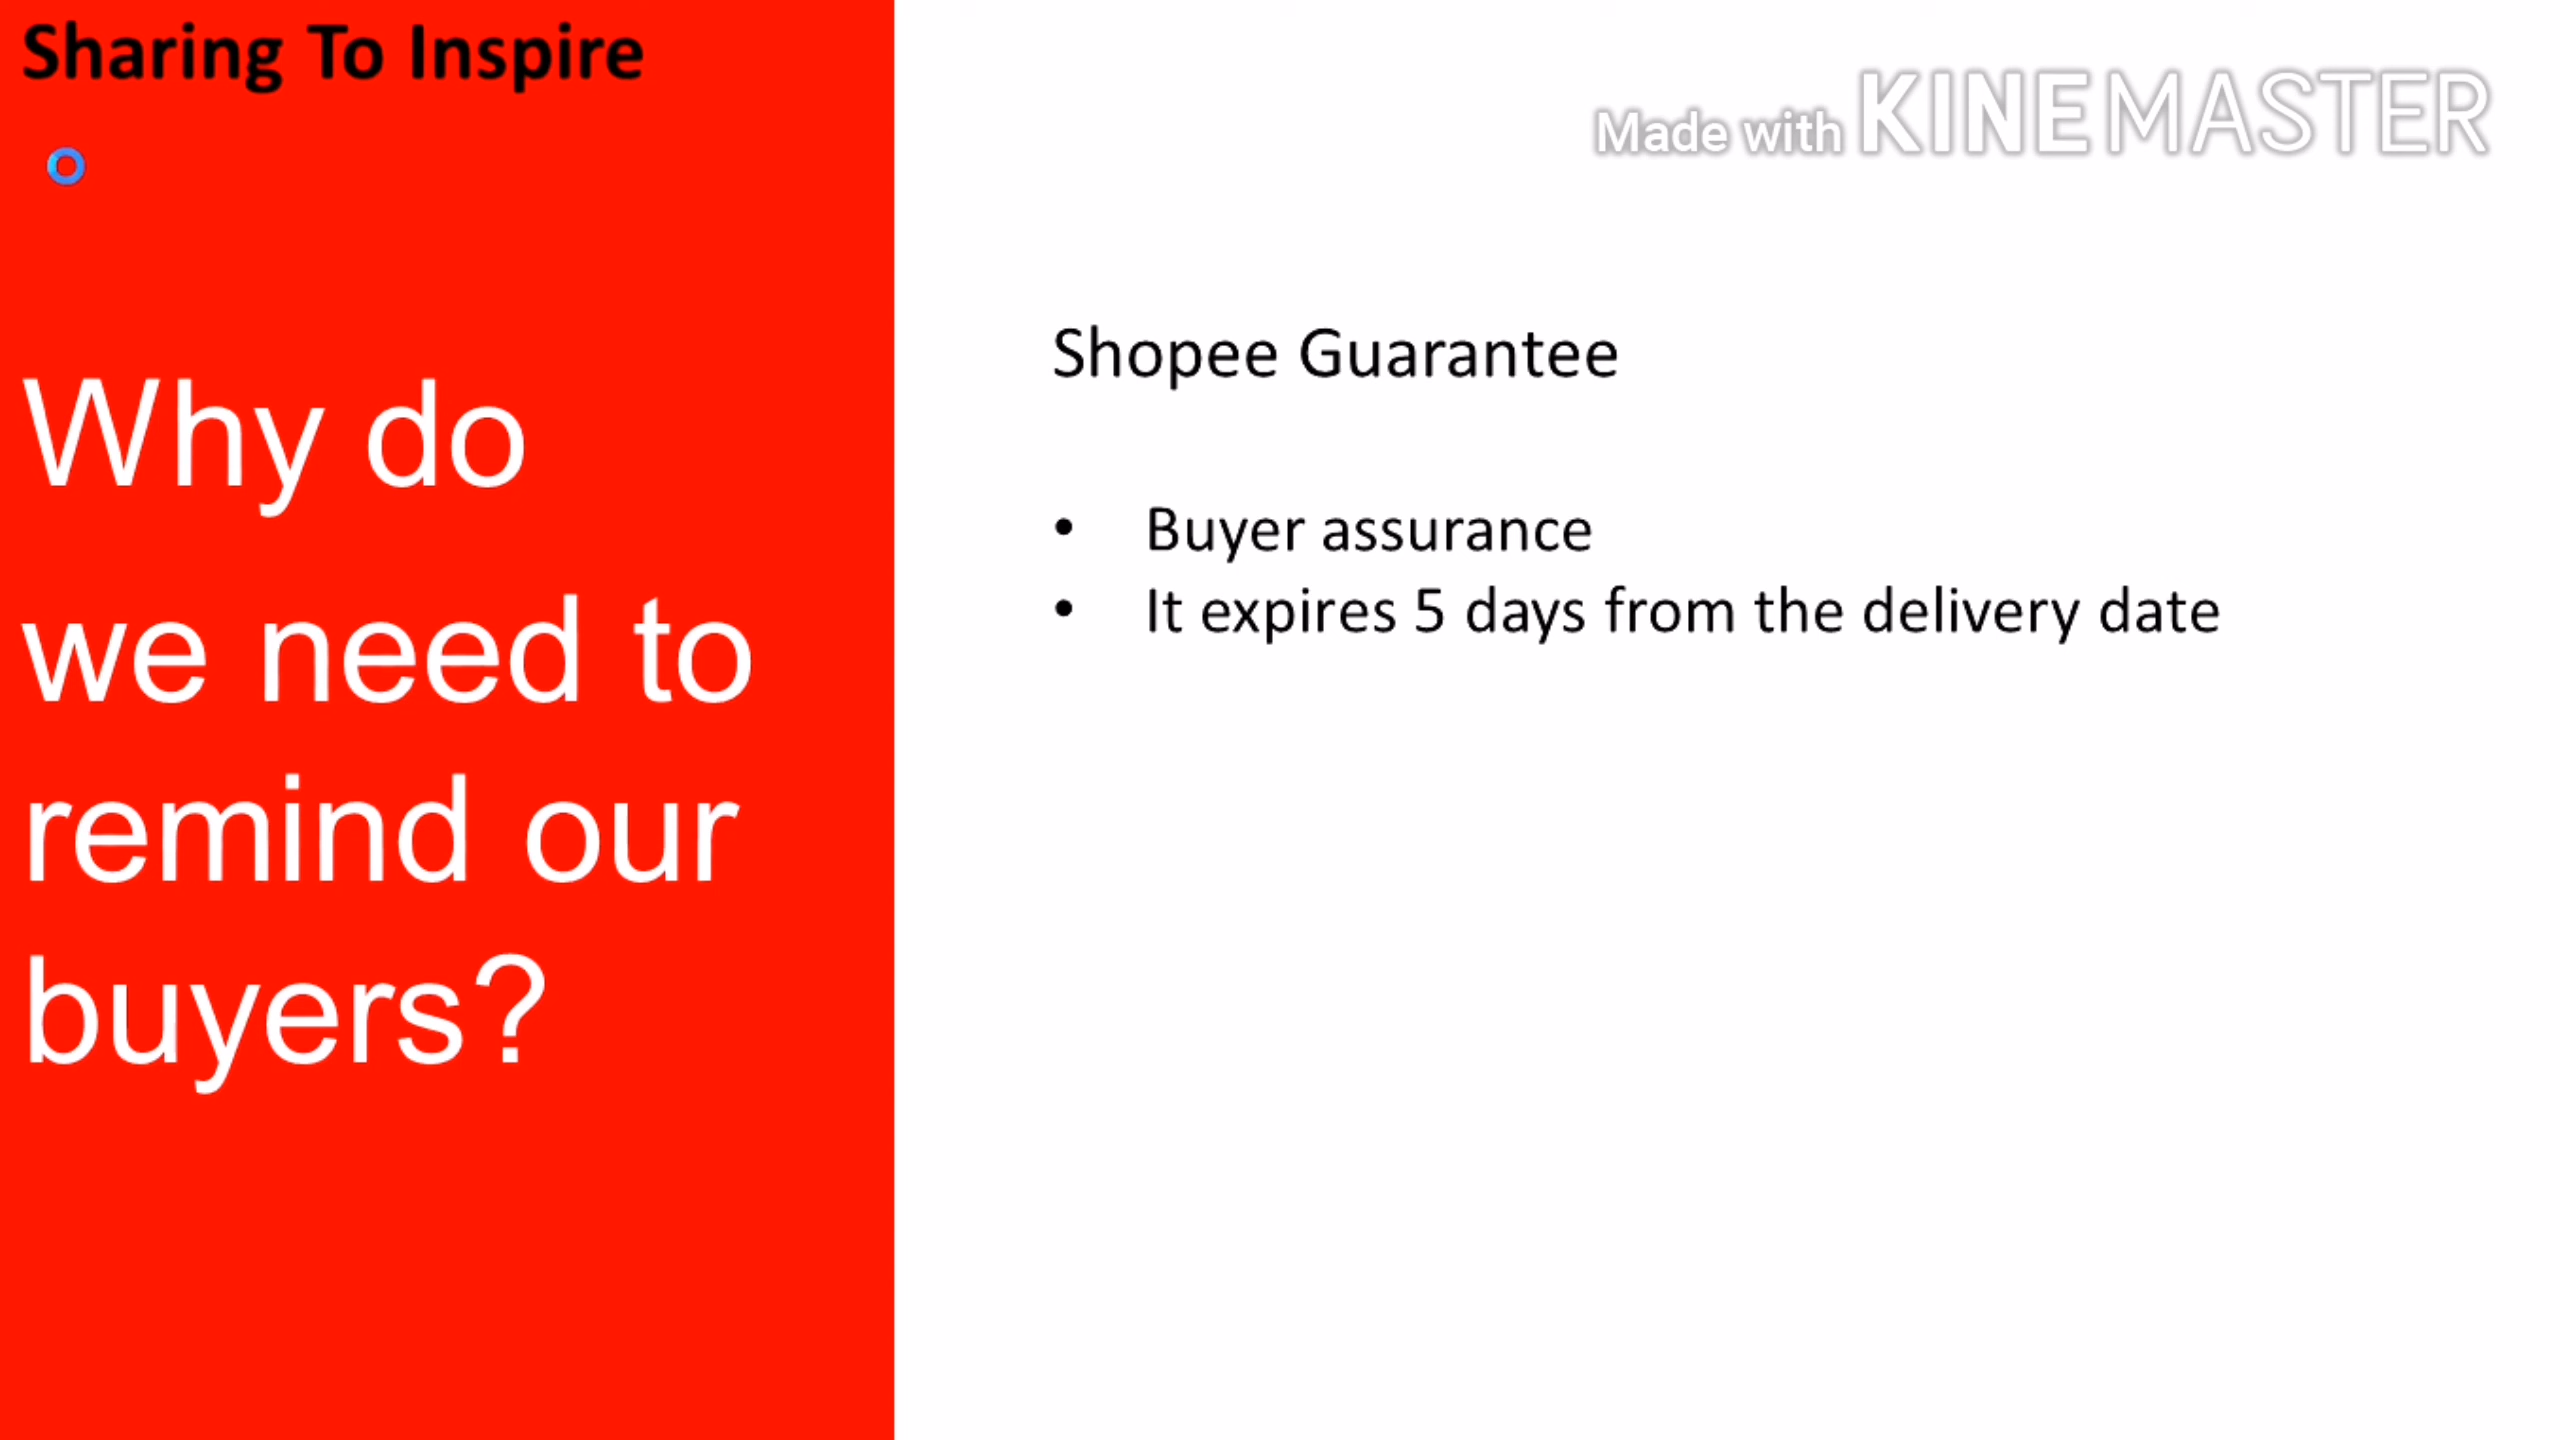 Sharing To Inspire
Made with KINEMASTER
Why do
we need to
remind our
buyers?
Shopee Guarantee
• Buyer assurance
• It expires 5 days from the delivery date